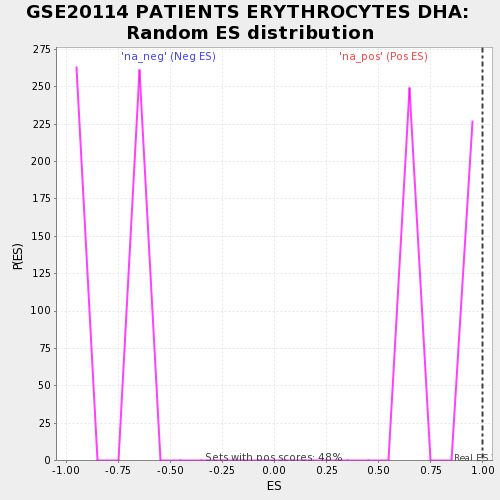 GSE20114 PATIENTS ERYTHROCYTES DHA:
Random ES distribution
'na_neg' (Neg ES)
'na_pos' (Pos ES)
275
250
225
200
175
150
125
100
75
50
25
0
P(ES)
Sets with pos scores: 48%
Real ES
-1.00 -0.75 -0.50 -0.25 0.00 0.25 0.50 0.75 1.00
ES